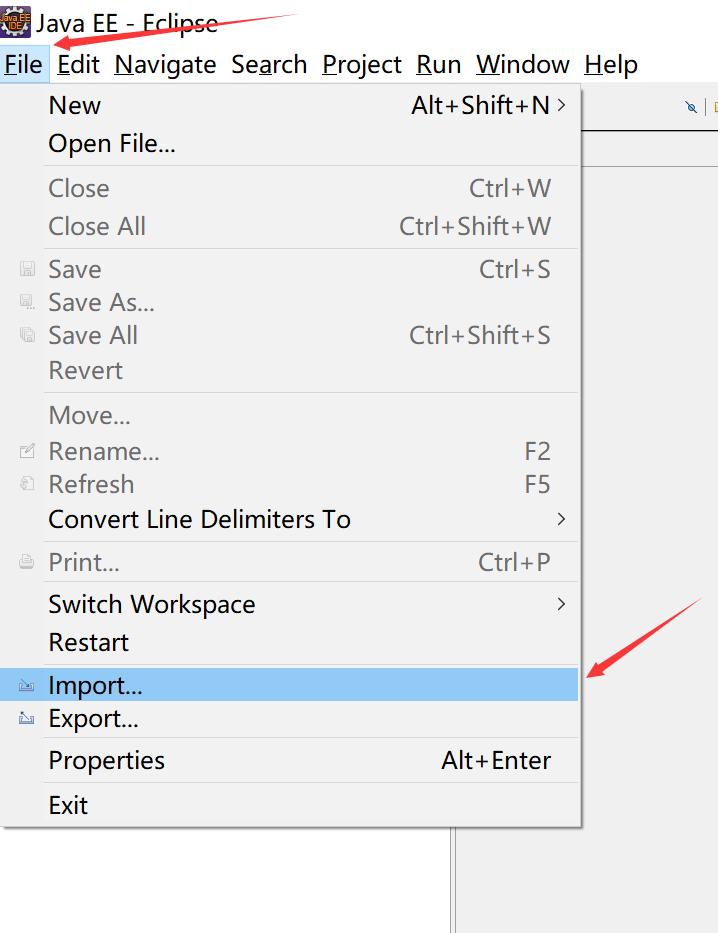 Java EE IDE
Java EE - Eclipse
File Edit Navigate Search Project Run Window Help
New Alt+Shift+N >
Open File...
Close Ctrl+W
Close All Ctrl+Shift+W
Save Ctrl+S
Save As...
Save All Ctrl+Shift+S
Revert
Move...
Rename... F2
Refresh F5
Convert Line Delimiters To >
Print... Ctrl+P
Switch Workspace >
Restart
Import...
Export...
Properties Alt+Enter
Exit